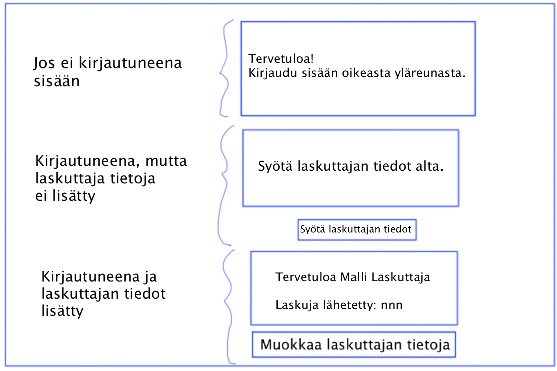 Jos ei kirjautuneena
sisään
Tervetuloa!
Kirjaudu sisään oikeasta yläreunasta.
Kirjautuneena, mutta
laskuttaja tietoja
ei lisätty
Syötä laskuttajan tiedot alta.
Syötä laskuttajan tiedot
Kirjautuneena ja
laskuttajan tiedot
lisätty
Tervetuloa Malli Laskuttaja
Laskuja lähetetty: nnn
Muokkaa laskuttajan tietoja